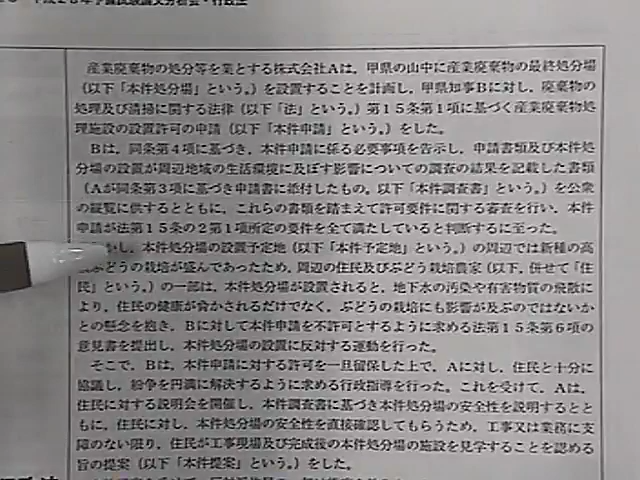 産業廃棄物の処分等を業とする株式会社Aは，甲県の山中に産業廃棄物の最終処分場
（以下「本件処分場」という。）を設置することを計画し，甲県知事Bに対し，廃棄物の
処理及び清掃に関する法律（以下「法」という。）第１５条第１項に基づく産業廃棄物処
理施設の設置許可の申請（以下「本件申請」という。）をした。
Bは，同条第４項に基づき，本件申請に係る必要事項を告示し，申請書類及び本件処
分場の設置が周辺地域の生活環境に及ぼす影響についての調査の結果を記載した書類
（Aが同条第３項に基づき申請書に添付したもの。以下「本件調査書」という。）を公衆
の縦覧に供するとともに，これらの書類を踏まえて許可要件に関する審査を行い，本件
申請が法第１５条の２第１項所定の要件を全て満たしていると判断するに至った。
し，本件処分場の設置予定地（以下「本件予定地」という。）の周辺では新種の高
ぶどうの栽培が盛んであったため，周辺の住民及びぶどう栽培農家（以下，併せて「住
民」という。）の一部は，本件処分場が設置されると，地下水の汚染や有害物質の飛散に
より，住民の健康が脅かされるだけでなく，ぶどうの栽培にも影響が及ぶのではないか
との懸念を抱き，Bに対して本件申請を不許可とするように求める法第１５条第６項の
意見書を提出し，本件処分場の設置に反対する運動を行った。
そこで，Bは，本件申請に対する許可を一旦留保した上で，Aに対し，住民と十分に
協議し，紛争を円満に解決するように求める行政指導を行った。これを受けて，Aは，
住民に対する説明会を開催し，本件調査書に基づき本件処分場の安全性を説明するとと
もに，住民に対し，本件処分場の安全性を直接確認してもらうため，工事又は業務に支
障のない限り，住民が工事現場及び完成後の本件処分場の施設を見学することを認める
旨の提案（以下「本件提案」という。）をした。